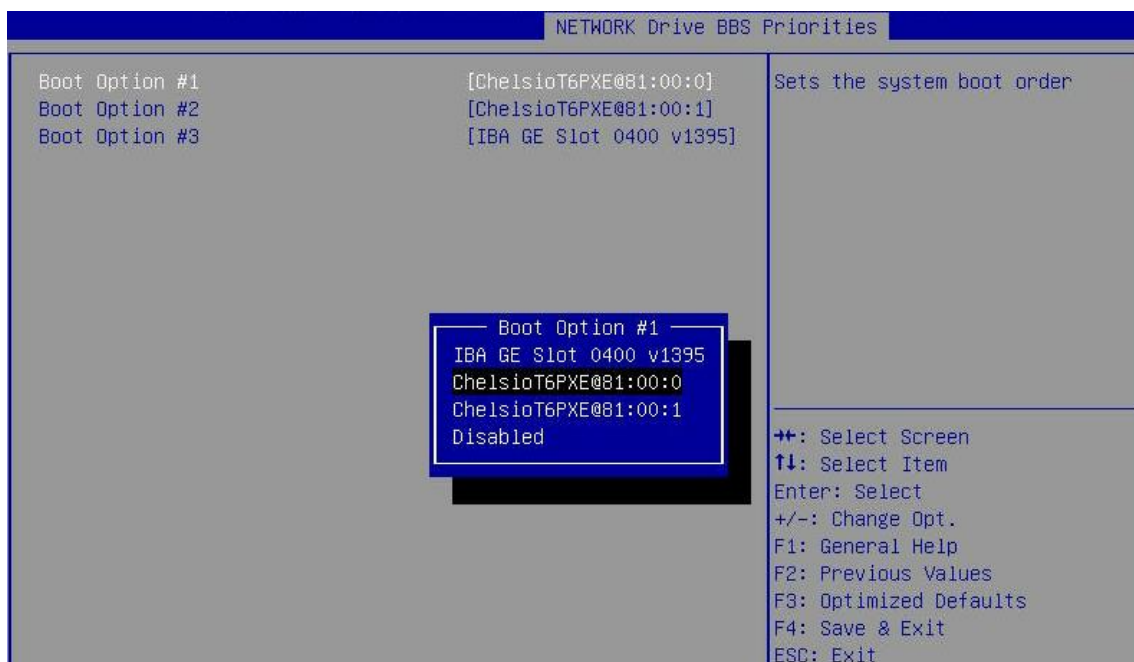 NETWORK Drive BBS Priorities
Boot Option #1 [ChelsioT6PXE@81:00:0]
Boot Option #2 [ChelsioT6PXE@81:00:1]
Boot Option #3 [IBA GE Slot 0400 v1395]
Sets the system boot order
Boot Option #1
IBA GE Slot 0400 v1395
ChelsioT6PXE@81:00:0
ChelsioT6PXE@81:00:1
Disabled
→←: Select Screen
↑↓: Select Item
Enter: Select
+/-: Change Opt.
F1: General Help
F2: Previous Values
F3: Optimized Defaults
F4: Save & Exit
ESC: Exit